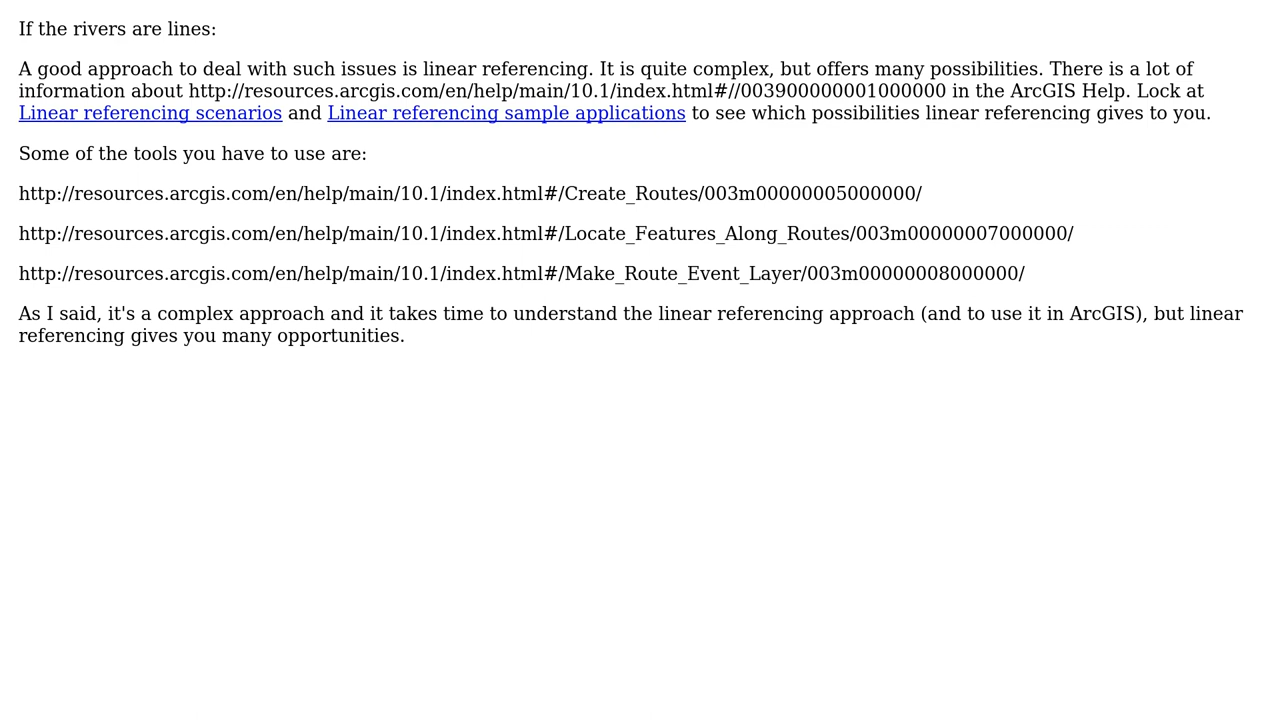 If the rivers are lines:
A good approach to deal with such issues is linear referencing. It is quite complex, but offers many possibilities. There is a lot of
information about http://resources.arcgis.com/en/help/main/10.1/index.html#//003900000001000000 in the ArcGIS Help. Lock at
Linear referencing scenarios and Linear referencing sample applications to see which possibilities linear referencing gives to you.
Some of the tools you have to use are:
http://resources.arcgis.com/en/help/main/10.1/index.html#/Create_Routes/003m00000005000000/
http://resources.arcgis.com/en/help/main/10.1/index.html#/Locate_Features_Along_Routes/003m00000007000000/
http://resources.arcgis.com/en/help/main/10.1/index.html#/Make_Route_Event_Layer/003m00000008000000/
As I said, it's a complex approach and it takes time to understand the linear referencing approach (and to use it in ArcGIS), but linear
referencing gives you many opportunities.